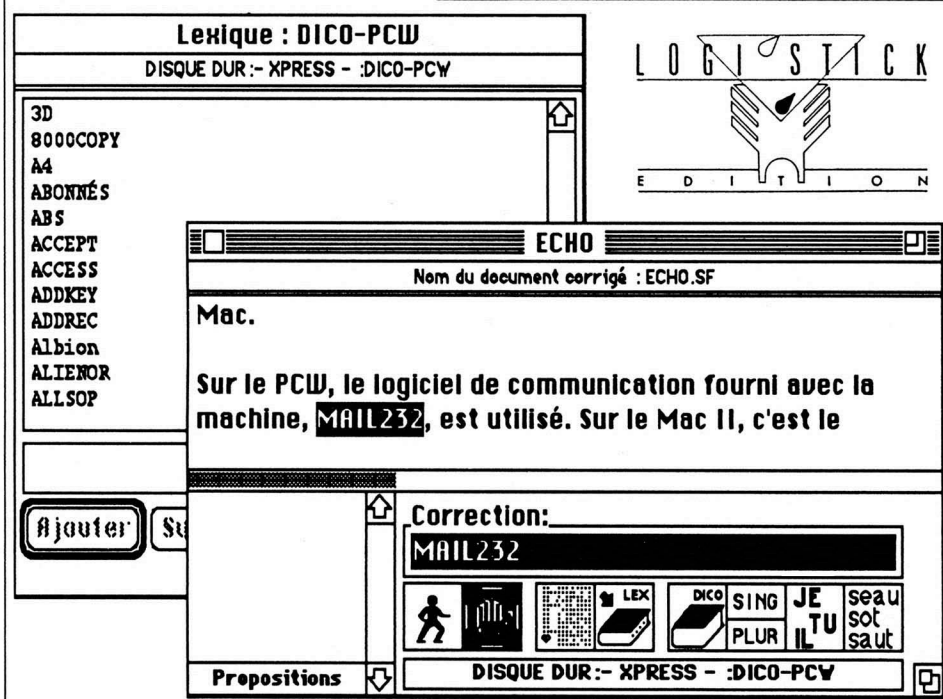 Lexique : DICO-PCW
DISQUE DUR :- XPRESS - :DICO-PCW
3D
8000COPY
A4
ABONNÉS
ABS
ACCEPT
ACCESS
ADDKEY
ADDREC
Albion
ALIENOR
ALLSOP
Ajouter
LOGISTICK
EDITION
ECHO
Nom du document corrigé : ECHO.SF
Mac.
Sur le PCW, le logiciel de communication fourni avec la
machine, MAIL232, est utilisé. Sur le Mac II, c'est le
Correction:
MAIL232
LEX
DICO
SING
PLUR
JE
TU
IL
seau
sot
saut
Propositions
DISQUE DUR :- XPRESS - :DICO-PCW